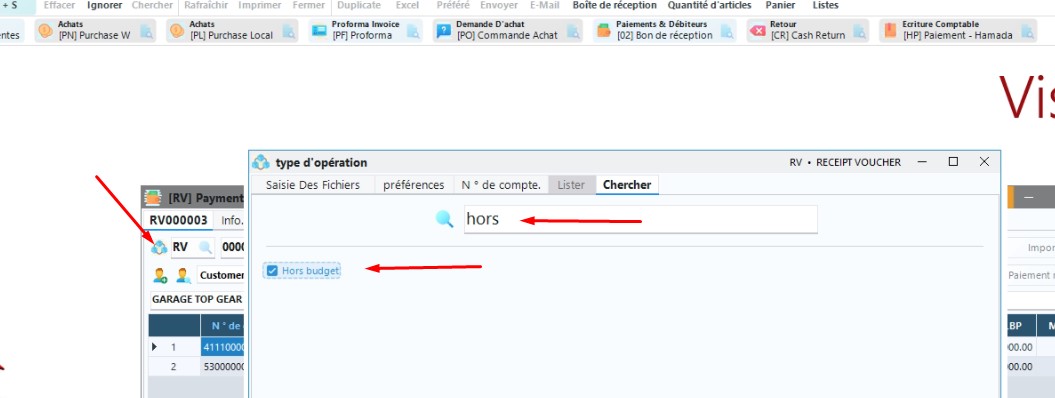 + S Effacer Ignorer Chercher Rafraîchir Imprimer Fermer Duplicate Excel Préféré Envoyer E-Mail Boîte de réception Quantité d'articles Panier Listes
Achats Achats Proforma Invoice Demande D'achat Paiements & Débiteurs Retour Ecriture Comptable
ntes [PN] Purchase W [PL] Purchase Local [PF] Proforma [PO] Commande Achat [02] Bon de réception [CR] Cash Return [HP] Paiement - Hamada
Vis
type d'opération RV • RECEIPT VOUCHER
Saisie Des Fichiers préférences N ° de compte. Lister Chercher
[RV] Payment
RV000003 Info.
hors
RV 0000 Impor
Hors budget
Customer Paiement
GARAGE TOP GEAR
N ° de BP M
1 4111000 00.00
2 5300000 00.00